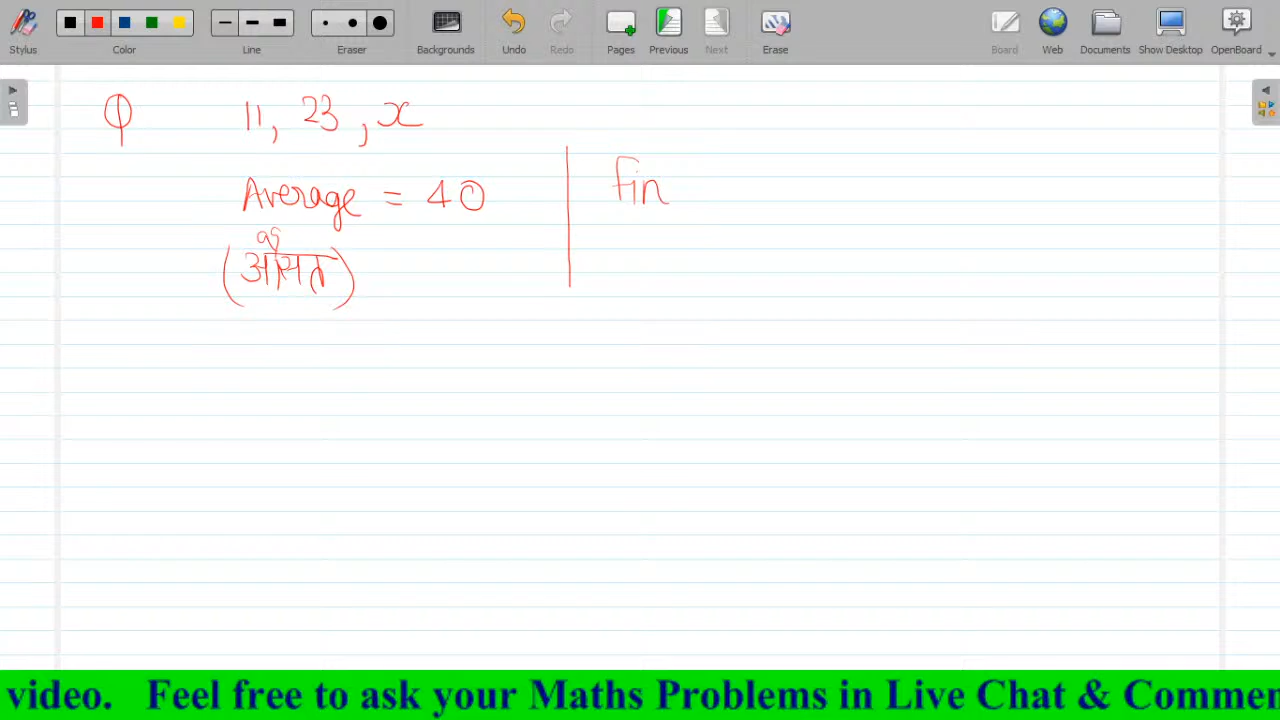 Stylus
Color
Line
Eraser
Backgrounds
Undo
Redo
Pages
Previous
Next
Erase
Board
Web
Documents
Show Desktop
OpenBoard
Q 11, 23, x
Average = 40
(औसत)
Fin
video. Feel free to ask your Maths Problems in Live Chat & Commer